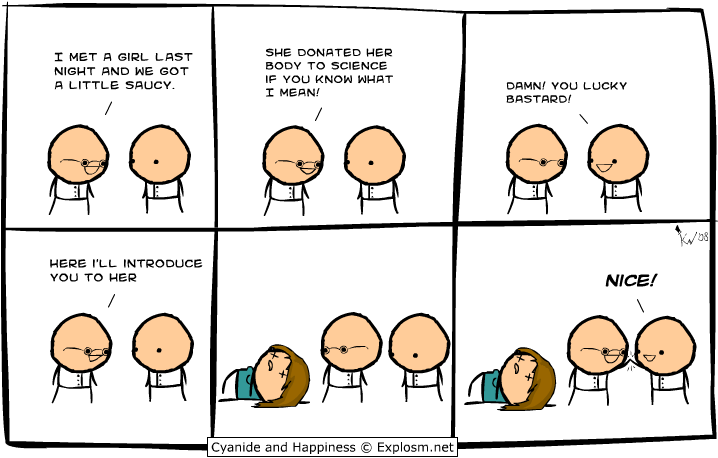 I MET A GIRL LAST
NIGHT AND WE GOT
A LITTLE SAUCY.
SHE DONATED HER
BODY TO SCIENCE
IF YOU KNOW WHAT
I MEAN!
DAMN! YOU LUCKY
BASTARD!
HERE I'LL INTRODUCE
YOU TO HER
NICE!
Cyanide and Happiness © Explosm.net